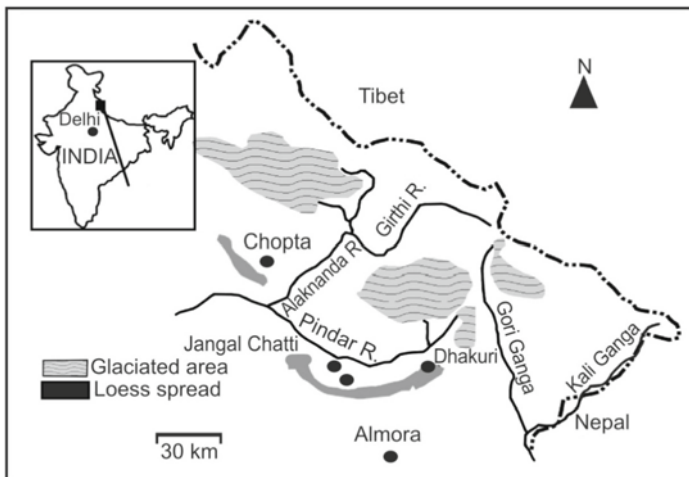 N
Tibet
Delhi
INDIA
Girthi R.
Chopta
Alaknanda R.
Pindar R.
Jangal Chatti
Gori Ganga
Kali Ganga
Glaciated area
Dhakuri
Loess spread
Nepal
Almora
30 km